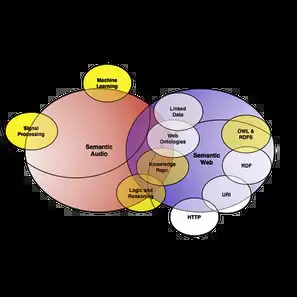 Machine
Learning
Signal
Processing
Semantic
Audio
Linked
Data
Web
Ontologies
Knowledge
Repr.
Logic and
Reasoning
Semantic
Web
OWL &
RDFS
RDF
URI
HTTP